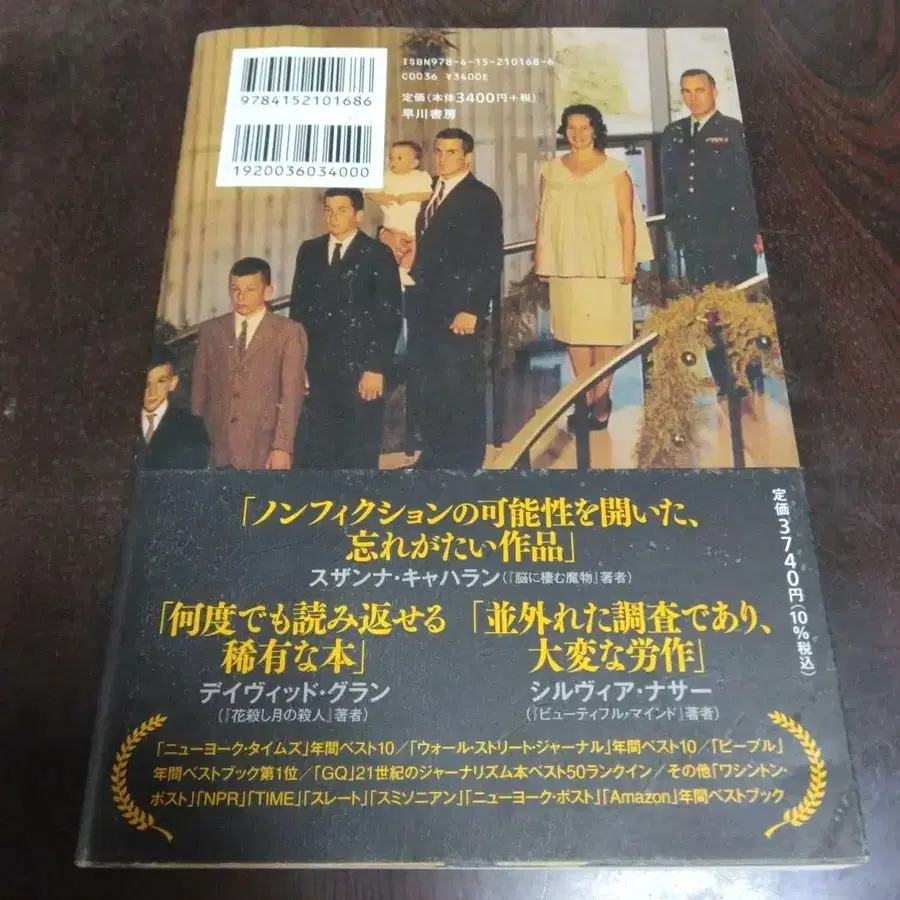 9784152101686
1920036034000
ISBN978-4-15-210168-6
C0036 ¥3400E
定価(本体3400円+税)
早川書房
「ノンフィクションの可能性を開いた、
忘れがたい作品」
スザンナ・キャハラン(『脳に棲む魔物』著者)
「何度でも読み返せる
稀有な本」
デイヴィッド・グラン
(『花殺し月の殺人』著者)
「並外れた調査であり、
大変な労作」
シルヴィア・ナサー
(『ビューティフル・マインド』著者)
定価3740円(10%税込)
「ニューヨーク・タイムズ」年間ベスト10/「ウォール・ストリート・ジャーナル」年間ベスト10/「ピープル」
年間ベストブック第1位/「GQ」21世紀のジャーナリズム本ベスト50ランクイン/その他「ワシントン・
ポスト」「NPR」「TIME」「スレート」「スミソニアン」「ニューヨーク・ポスト」「Amazon」年間ベストブック